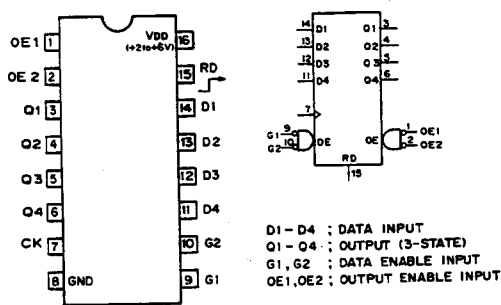 OE1 1
OE2 2
Q1 3
Q2 4
Q3 5
Q4 6
CK 7
8 GND
VDD 16
(+2 to +6V)
15 RD
14 D1
13 D2
12 D3
11 D4
10 G2
9 G1
14 D1 Q1 3
13 D2 Q2 4
12 D3 Q3 5
11 D4 Q4 6
7
G1 9 OE OE 1 OE1
G2 10 2 OE2
RD
15
D1-D4 ; DATA INPUT
Q1-Q4 ; OUTPUT (3-STATE)
G1, G2 ; DATA ENABLE INPUT
OE1,OE2 ; OUTPUT ENABLE INPUT